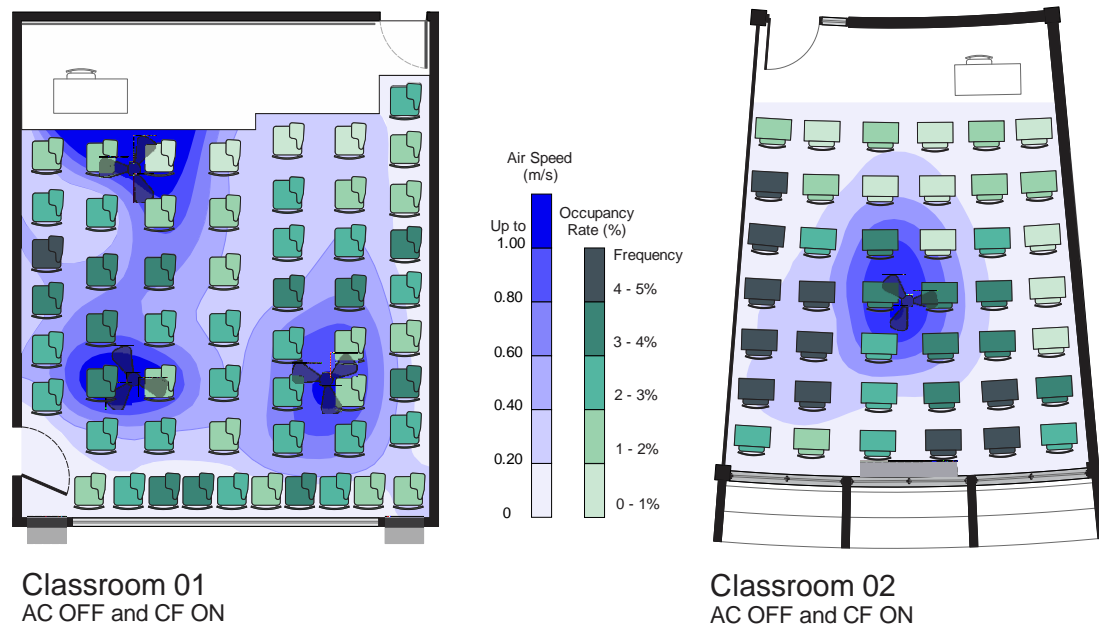 Air Speed
(m/s)
Up to
1.00
0.80
0.60
0.40
0.20
0
Occupancy
Rate (%)
Frequency
4 - 5%
3 - 4%
2 - 3%
1 - 2%
0 - 1%
Classroom 01
AC OFF and CF ON
Classroom 02
AC OFF and CF ON